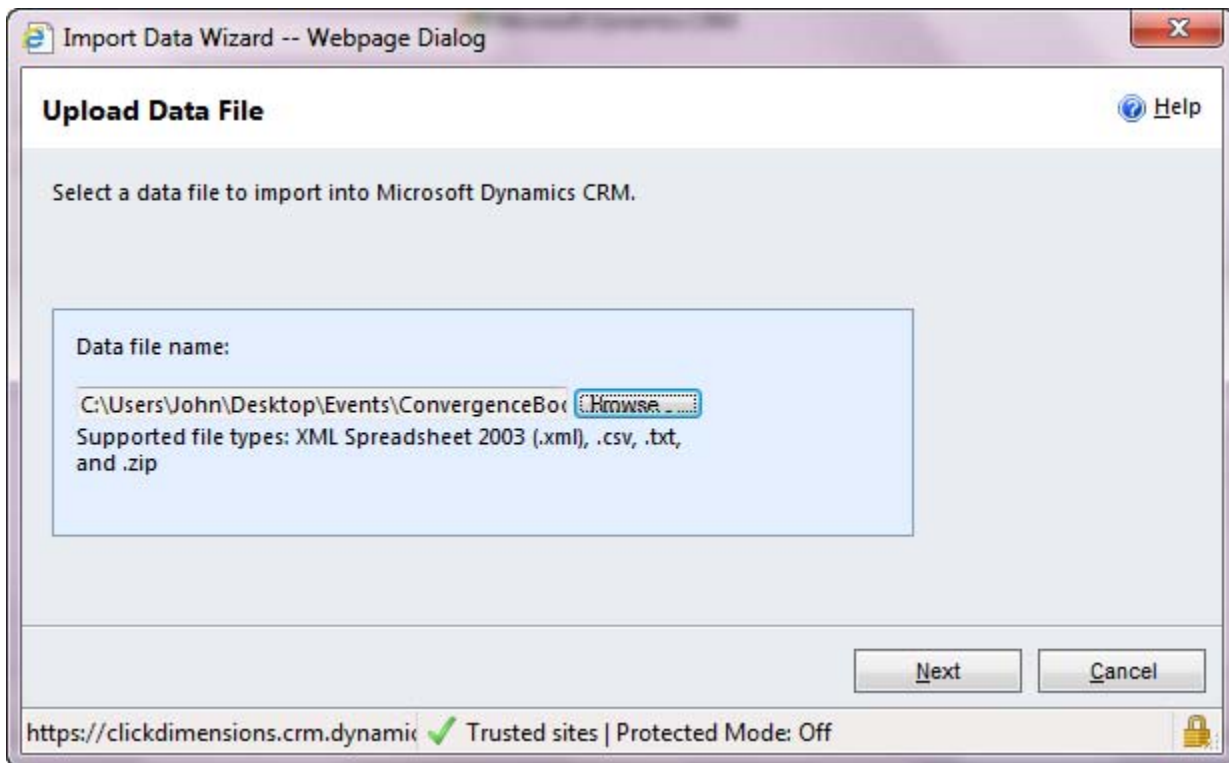 Import Data Wizard -- Webpage Dialog
Upload Data File
Help
Select a data file to import into Microsoft Dynamics CRM.
Data file name:
C:\Users\John\Desktop\Events\ConvergenceBoo
Browse...
Supported file types: XML Spreadsheet 2003 (.xml), .csv, .txt,
and .zip
Next
Cancel
https://clickdimensions.crm.dynamic
Trusted sites | Protected Mode: Off